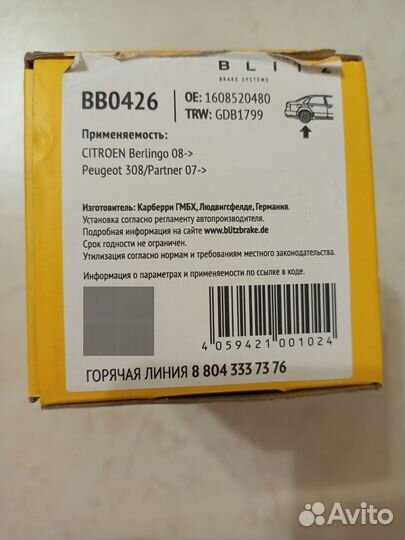 BLITZ
BRAKE SYSTEMS
BB0426
OE: 1608520480
TRW: GDB1799
Применяемость:
CITROEN Berlingo 08->
Peugeot 308/Partner 07->
Изготовитель: Карберри ГМБХ, Людвигсфелде, Германия.
Установка согласно регламенту автопроизводителя.
Подробная информация на сайте www.blitzbrake.de
Срок годности не ограничен.
Утилизация согласно нормам и требованиям местного законодательства.
Информация о параметрах и применяемости по ссылке в коде.
4 059421 001024
ГОРЯЧАЯ ЛИНИЯ 8 804 333 73 76
Avito